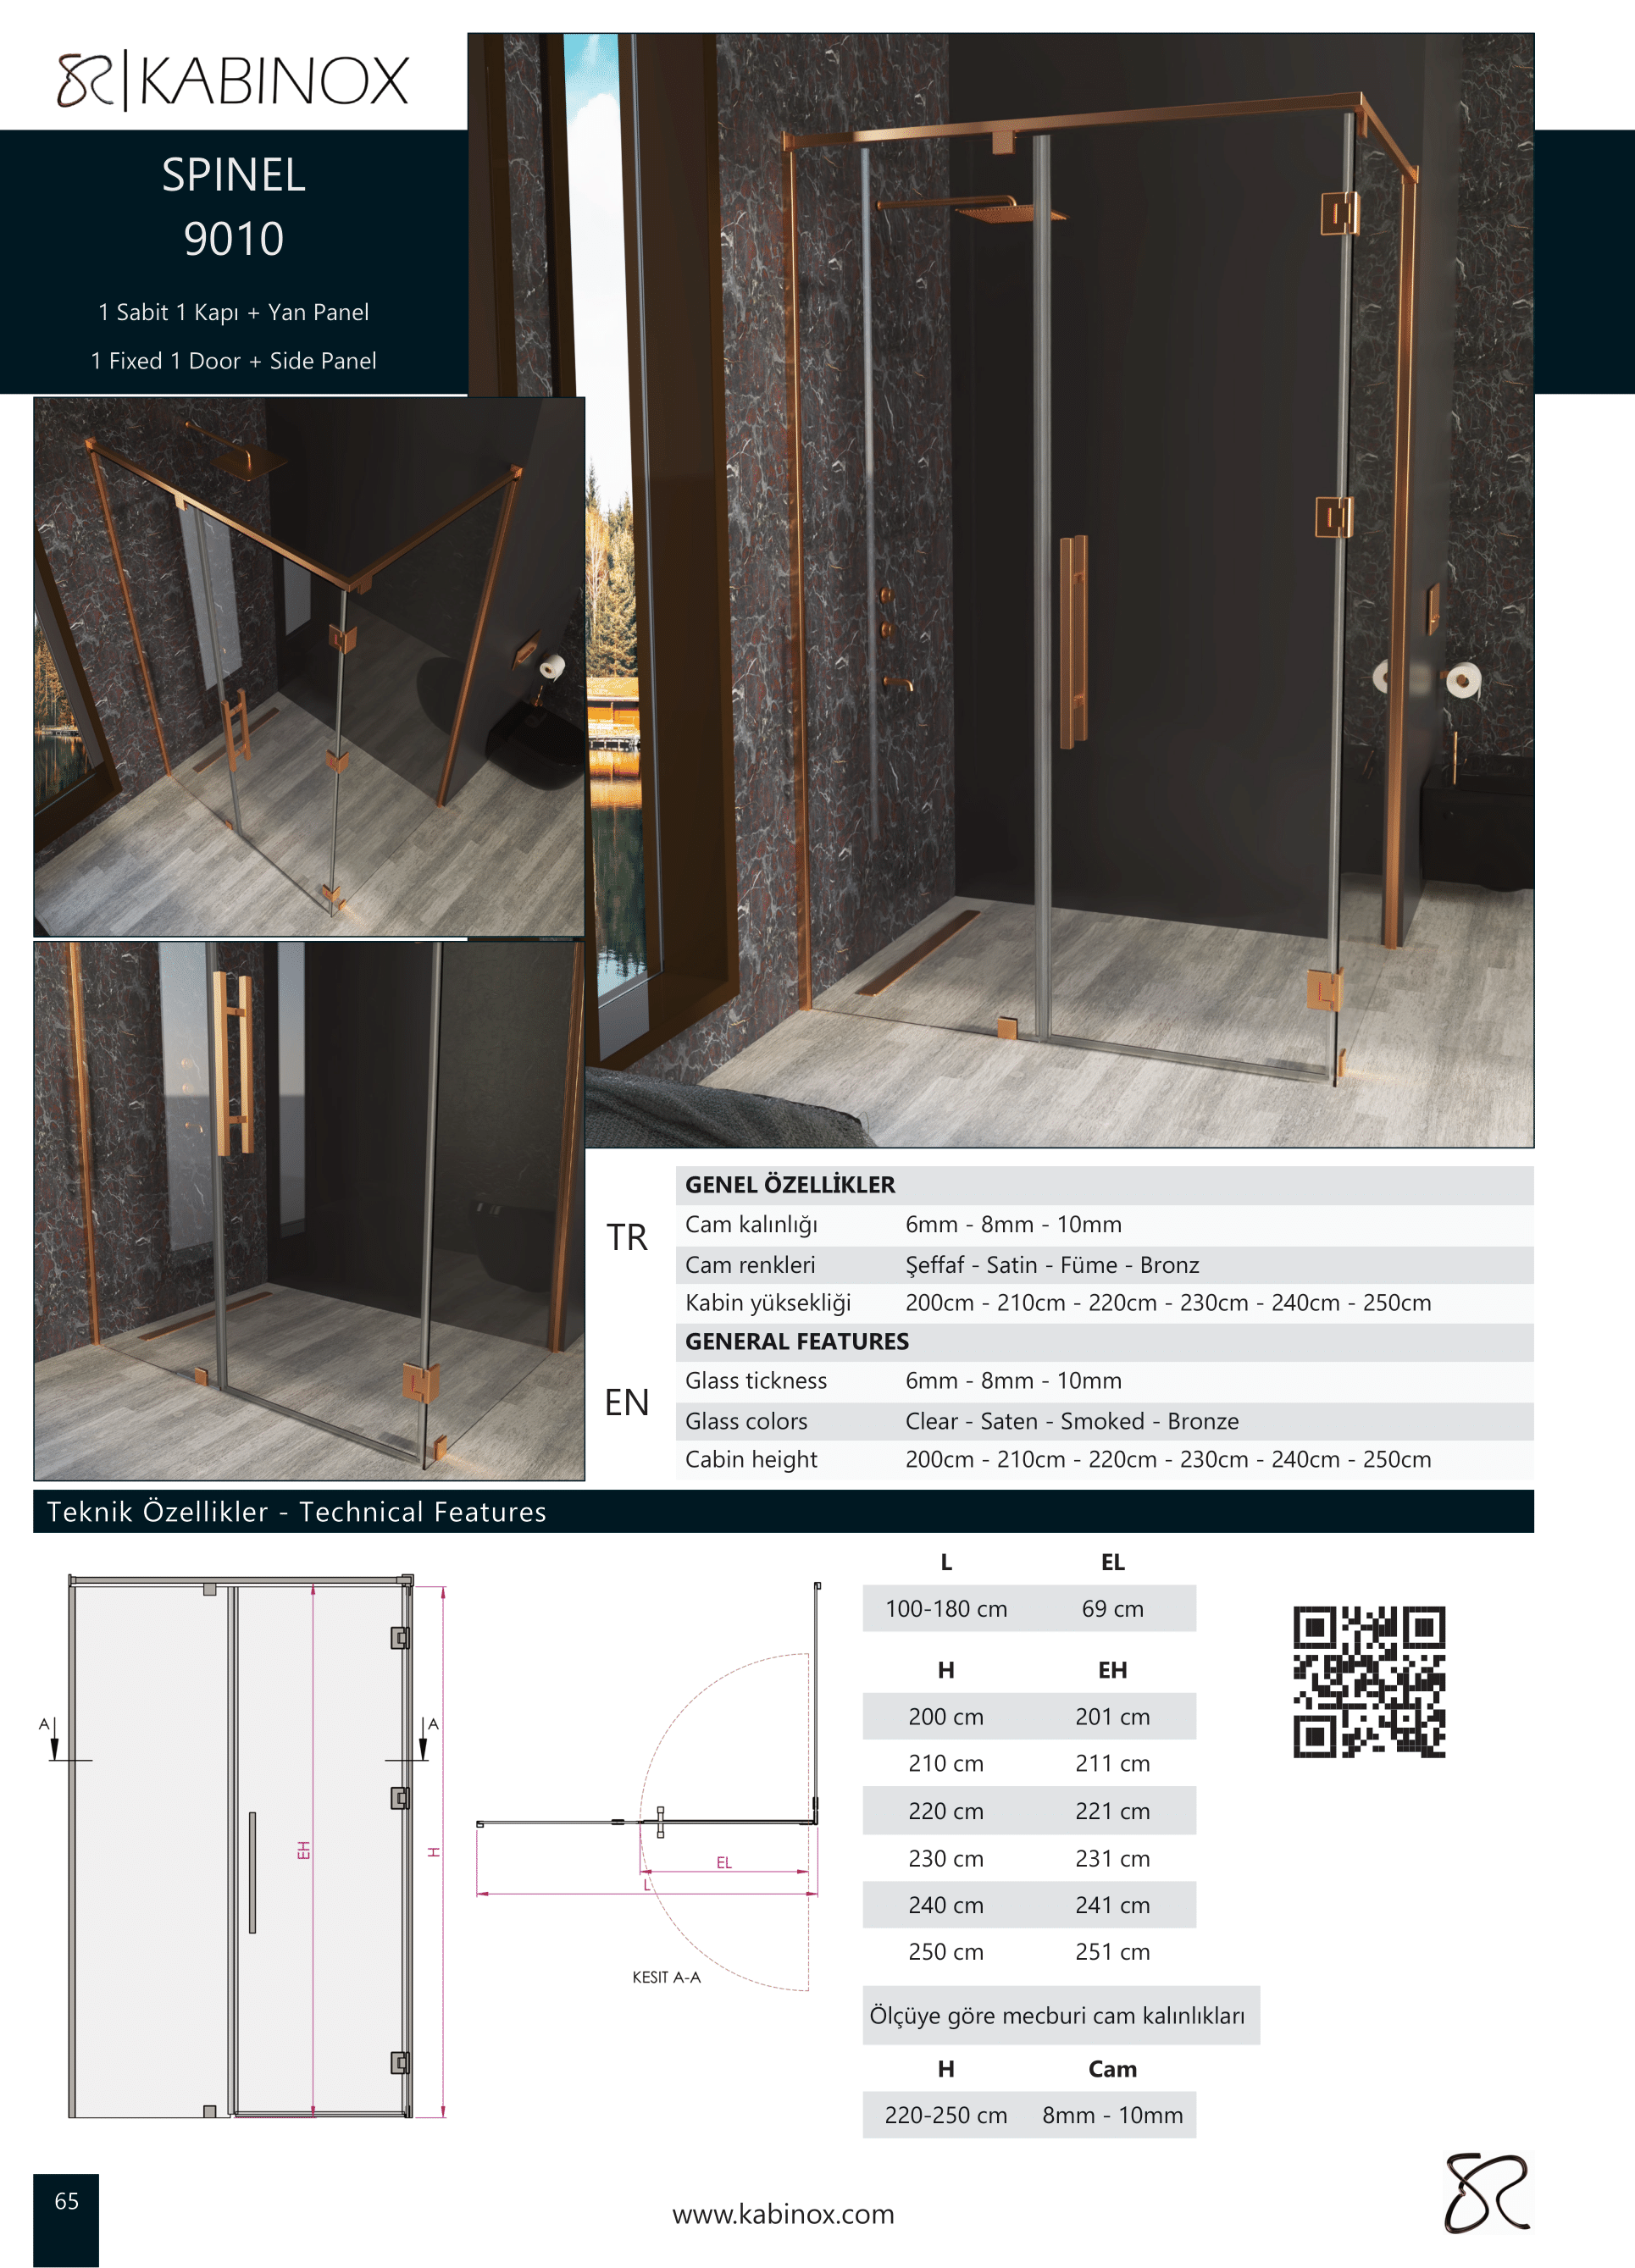 KABINOX
SPINEL
9010
1 Sabit 1 Kapı + Yan Panel
1 Fixed 1 Door + Side Panel
TR
GENEL ÖZELLİKLER
Cam kalınlığı 6mm - 8mm - 10mm
Cam renkleri Şeffaf - Satin - Füme - Bronz
Kabin yüksekliği 200cm - 210cm - 220cm - 230cm - 240cm - 250cm
EN
GENERAL FEATURES
Glass tickness 6mm - 8mm - 10mm
Glass colors Clear - Saten - Smoked - Bronze
Cabin height 200cm - 210cm - 220cm - 230cm - 240cm - 250cm
Teknik Özellikler - Technical Features
A
A
EH
H
EL
L
KESIT A-A
L EL
100-180 cm 69 cm
H EH
200 cm 201 cm
210 cm 211 cm
220 cm 221 cm
230 cm 231 cm
240 cm 241 cm
250 cm 251 cm
Ölçüye göre mecburi cam kalınlıkları
H Cam
220-250 cm 8mm - 10mm
65
www.kabinox.com